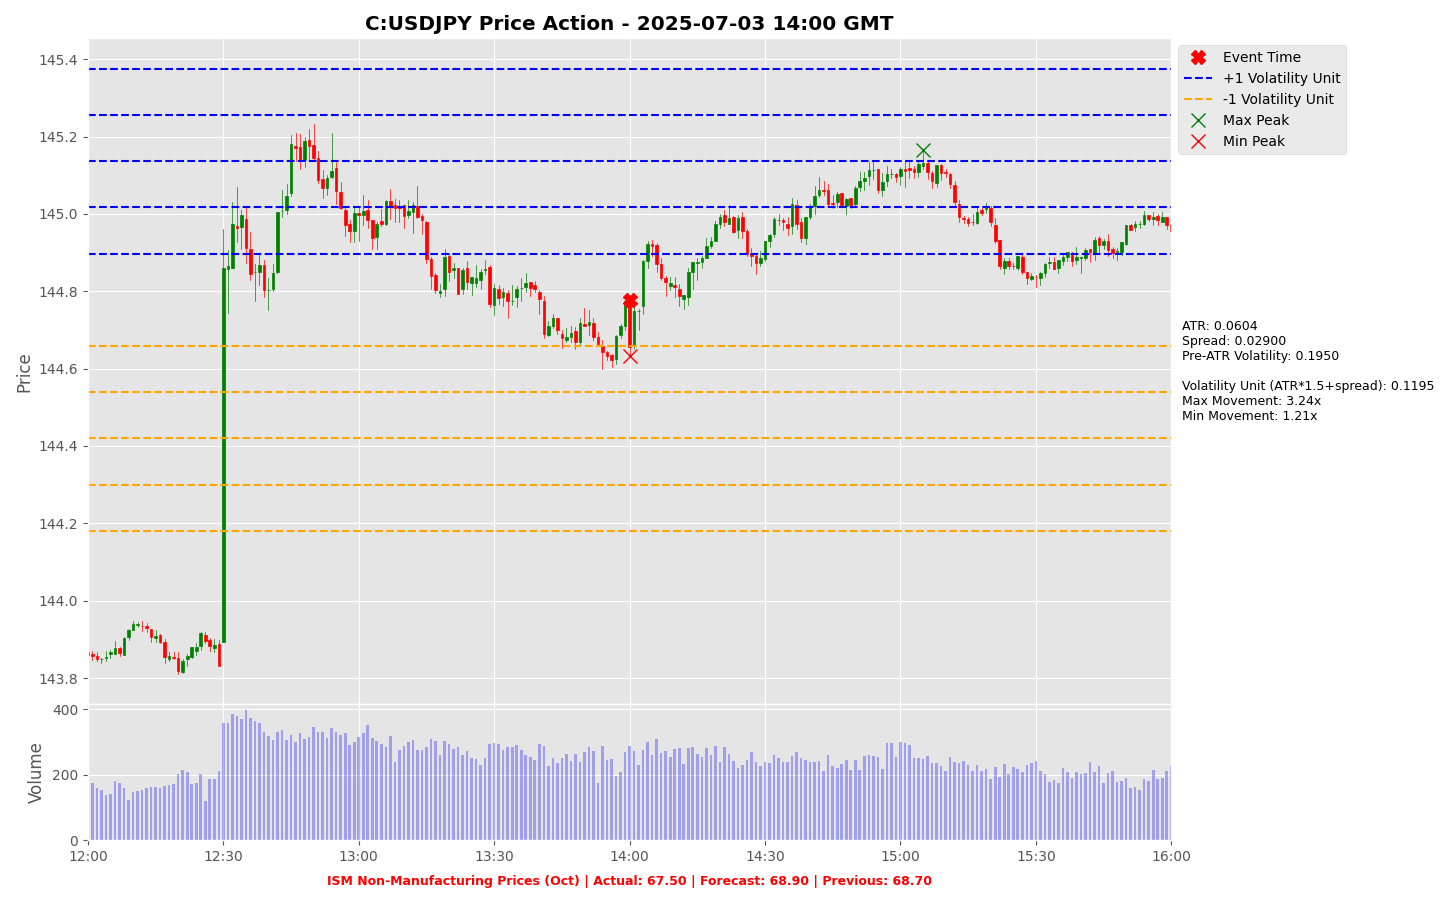 C:USDJPY Price Action - 2025-07-03 14:00 GMT
Event Time
+1 Volatility Unit
-1 Volatility Unit
Max Peak
Min Peak
Price
145.4
145.2
145.0
144.8
144.6
144.4
144.2
144.0
143.8
ATR: 0.0604
Spread: 0.02900
Pre-ATR Volatility: 0.1950
Volatility Unit (ATR*1.5+spread): 0.1195
Max Movement: 3.24x
Min Movement: 1.21x
Volume
400
200
0
12:00 12:30 13:00 13:30 14:00 14:30 15:00 15:30 16:00
ISM Non-Manufacturing Prices (Oct) | Actual: 67.50 | Forecast: 68.90 | Previous: 68.70